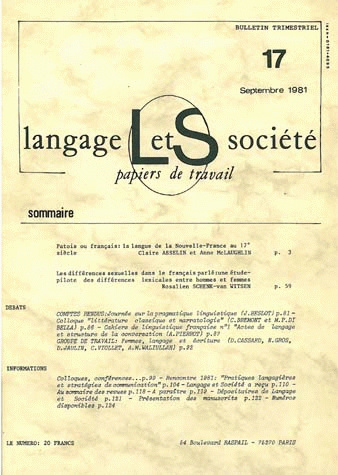 BULLETIN TRIMESTRIEL
17
Septembre 1981
langage L et S société
papiers de travail
sommaire
Patois ou français: la langue de la Nouvelle-France au 17e
siècle Claire ASSELIN et Anne McLAUGHLIN p. 3
Les différences sexuelles dans le français parlé: une étude-
pilote des différences lexicales entre hommes et femmes
Rosalien SCHENK-van WITSEN p. 59
DEBATS
COMPTES RENDUS: Journée sur la pragmatique linguistique (J.BESLOT) p.81 -
Colloque "Littérature classique et narratologie" (C.BREMONT et M.P.DI
BELLA) p.86 - Cahiers de linguistique française n°1 "Actes de langage
et structure de la conversation (A.PIERROT) p.87
GROUPE DE TRAVAIL: Femmes, langage, et écriture (D.CASSARD, N.GROS,
D.JAULIN, C.VIOLLET, A.M.WALIULLAH) p.92
INFORMATIONS
Colloques, conférences... p.99 - Rencontre 1981: "Pratiques langagières
et stratégies de communication" p.104 - Langage et Société a reçu p.110 -
Au sommaire des revues p.118 - A paraître p.120 - Dépositaires de Langage
et Société p.121 - Présentation des manuscrits p.122 - Numéros
disponibles p.124
LE NUMERO: 20 FRANCS
54 Boulevard RASPAIL - 75270 PARIS